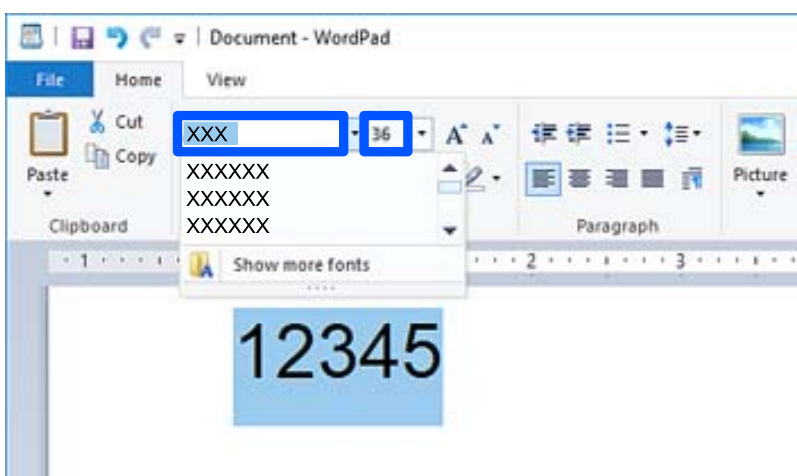 Document - WordPad
File Home View
Cut
XXX 36 A A
Copy
XXXXXX
Paste Picture
XXXXXX
Clipboard XXXXXX Paragraph
1 2 3
Show more fonts
12345